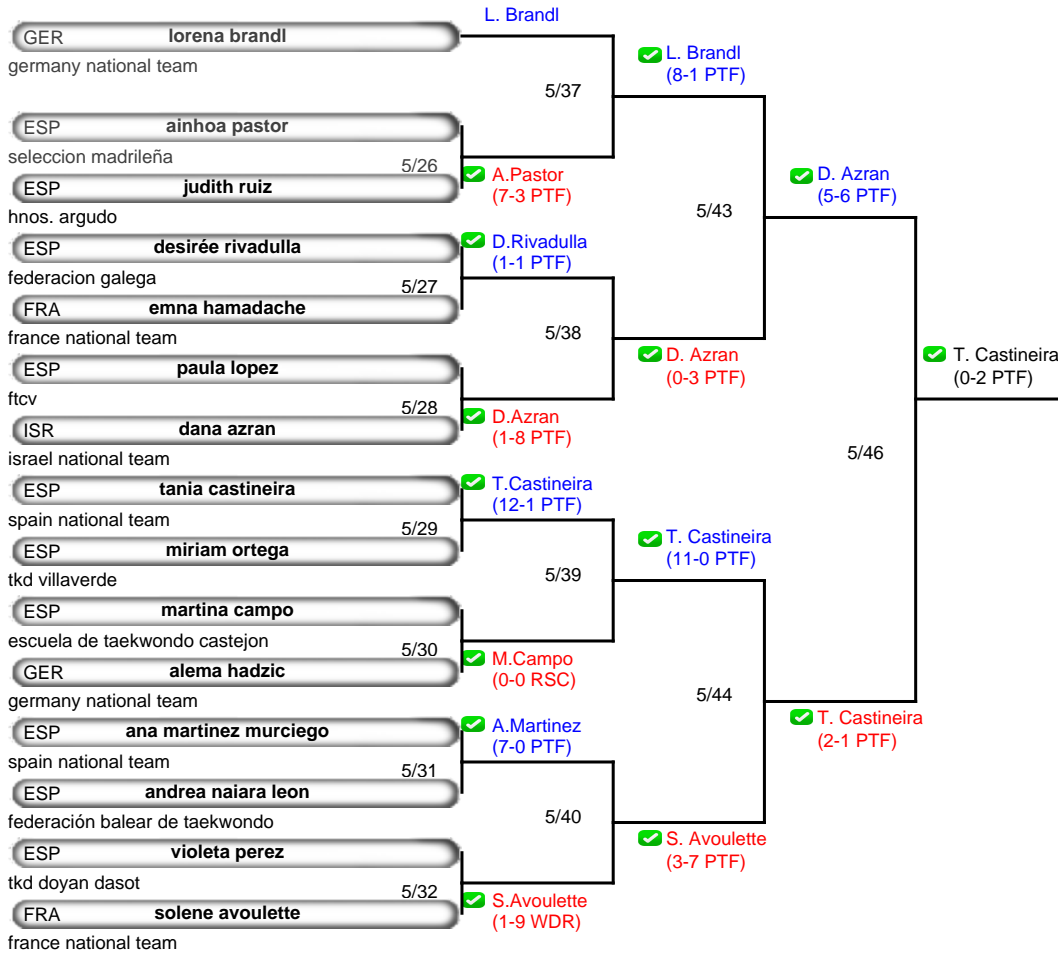 L. Brandl
GER lorena brandl
germany national team
L. Brandl
(8-1 PTF)
5/37
ESP ainhoa pastor
seleccion madrileña
5/26
ESP judith ruiz
hnos. argudo
A.Pastor
(7-3 PTF)
D. Azran
(5-6 PTF)
5/43
ESP desirée rivadulla
federacion galega
D.Rivadulla
(1-1 PTF)
5/27
FRA emna hamadache
france national team
5/38
D. Azran
(0-3 PTF)
T. Castineira
(0-2 PTF)
ESP paula lopez
ftcv
5/28
ISR dana azran
israel national team
D.Azran
(1-8 PTF)
5/46
ESP tania castineira
spain national team
T.Castineira
(12-1 PTF)
5/29
ESP miriam ortega
tkd villaverde
T. Castineira
(11-0 PTF)
5/39
ESP martina campo
escuela de taekwondo castejon
5/30
GER alema hadzic
germany national team
M.Campo
(0-0 RSC)
5/44
T. Castineira
(2-1 PTF)
ESP ana martinez murciego
spain national team
A.Martinez
(7-0 PTF)
5/31
ESP andrea naiara leon
federación balear de taekwondo
5/40
S. Avoulette
(3-7 PTF)
ESP violeta perez
tkd doyan dasot
5/32
FRA solene avoulette
france national team
S.Avoulette
(1-9 WDR)